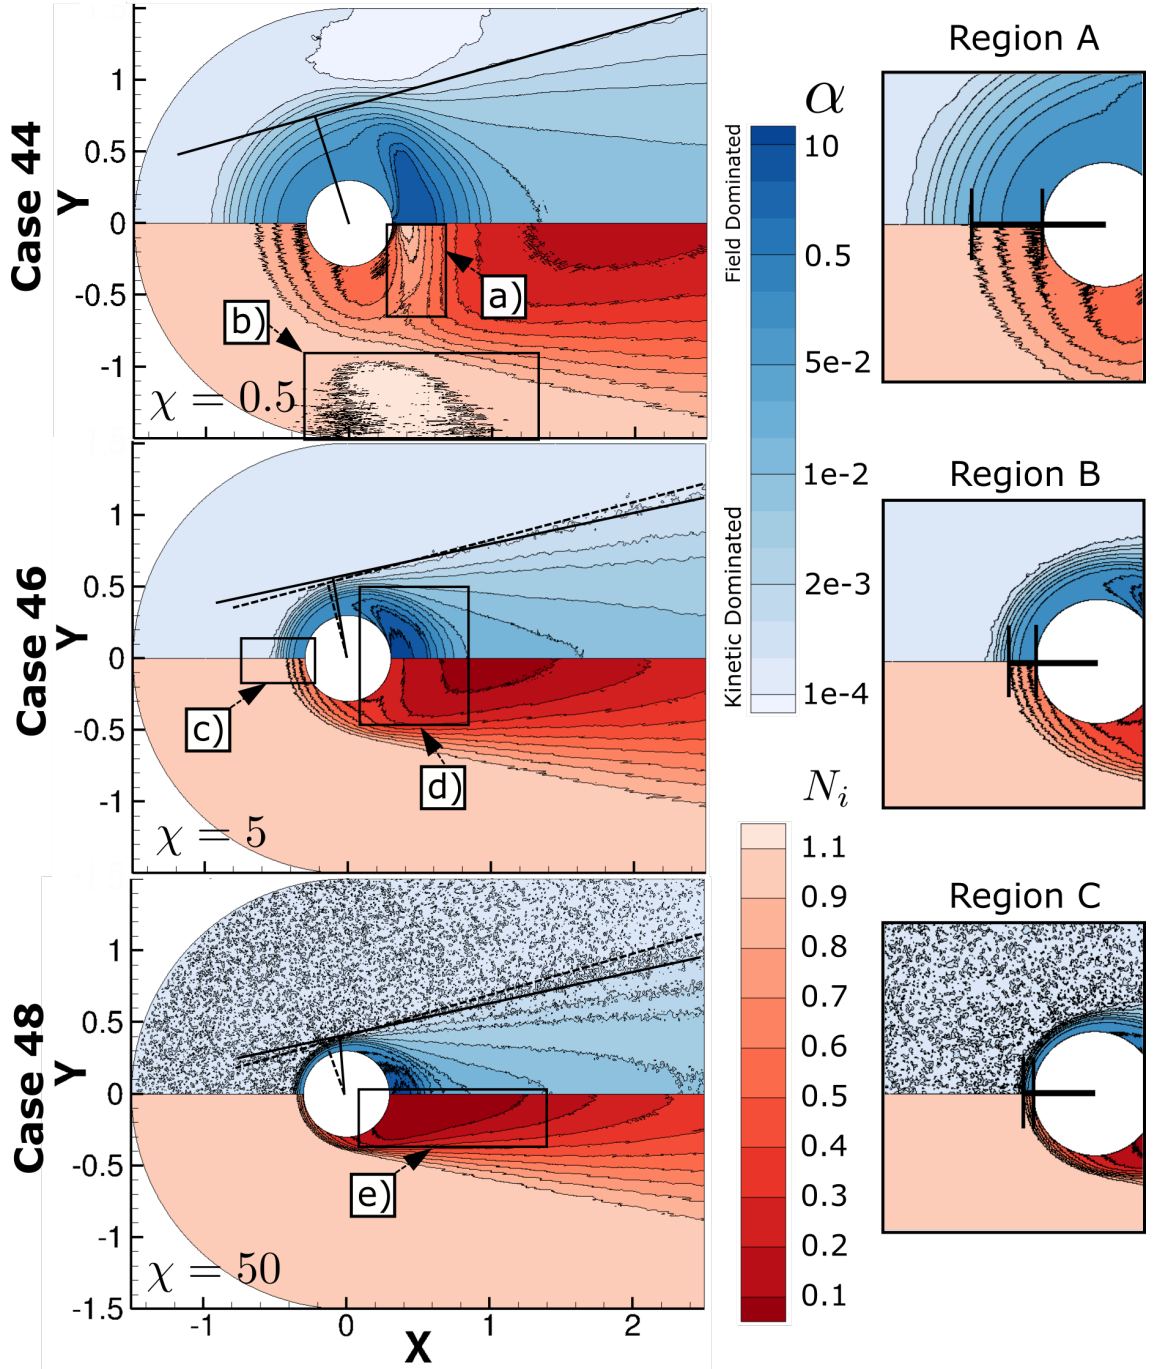 Case 44
Y
1
0.5
0
-0.5
-1
a)
b)
χ = 0.5
Case 46
Y
1
0.5
0
-0.5
-1
c)
d)
χ = 5
Case 48
Y
1
0.5
0
-0.5
-1
-1.5
e)
χ = 50
-1 0 1 2
X
α
Field Dominated
Kinetic Dominated
10
0.5
5e-2
1e-2
2e-3
1e-4
N_i
1.1
0.9
0.8
0.7
0.6
0.5
0.4
0.3
0.2
0.1
Region A
Region B
Region C